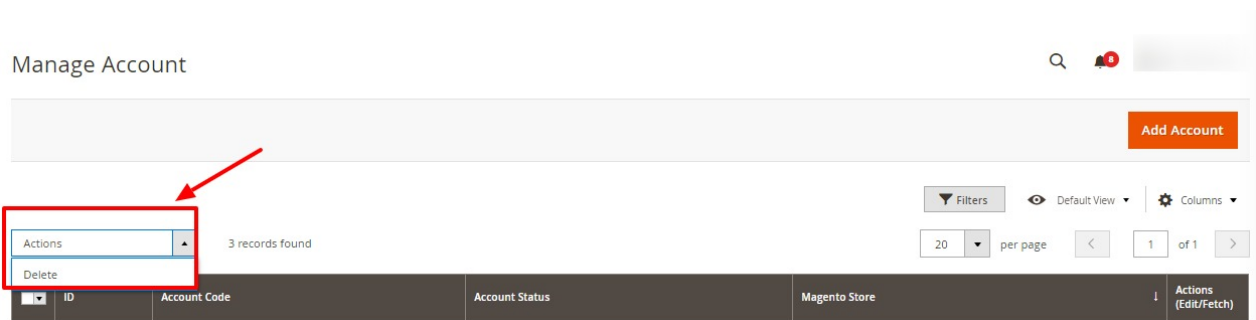 Manage Account
8
Add Account
Filters
Default View
Columns
Actions
3 records found
20
per page
1
of 1
Delete
ID
Account Code
Account Status
Magento Store
Actions
(Edit/Fetch)